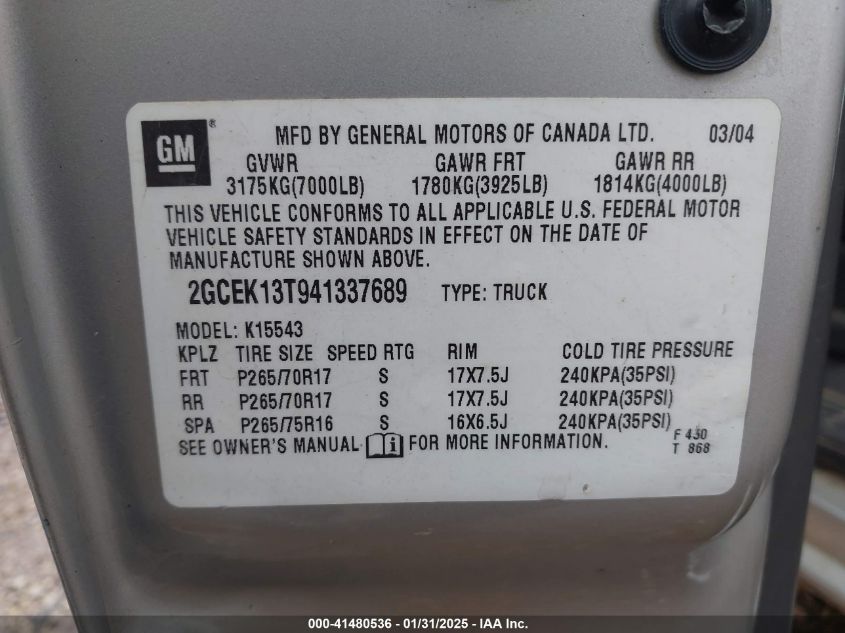 GM® MFD BY GENERAL MOTORS OF CANADA LTD. 03/04
GVWR GAWR FRT GAWR RR
3175KG(7000LB) 1780KG(3925LB) 1814KG(4000LB)
THIS VEHICLE CONFORMS TO ALL APPLICABLE U.S. FEDERAL MOTOR
VEHICLE SAFETY STANDARDS IN EFFECT ON THE DATE OF
MANUFACTURE SHOWN ABOVE.
2GCEK13T941337689 TYPE: TRUCK
MODEL: K15543
KPLZ TIRE SIZE SPEED RTG RIM COLD TIRE PRESSURE
FRT P265/70R17 S 17X7.5J 240KPA(35PSI)
RR P265/70R17 S 17X7.5J 240KPA(35PSI)
SPA P265/75R16 S 16X6.5J 240KPA(35PSI)
SEE OWNER'S MANUAL i FOR MORE INFORMATION. F 430
T 868
000-41480536 - 01/31/2025 - IAA Inc.